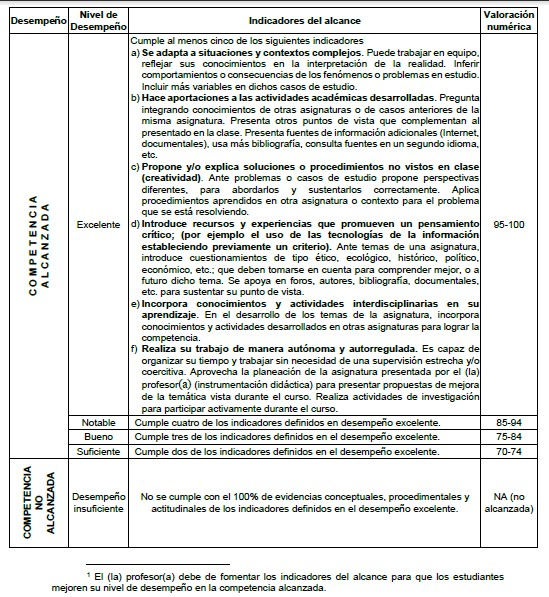 Desempeño
Nivel de
Desempeño
Indicadores del alcance
Valoración
numérica
COMPETENCIA
ALCANZADA
Excelente
Cumple al menos cinco de los siguientes indicadores
a) Se adapta a situaciones y contextos complejos. Puede trabajar en equipo,
reflejar sus conocimientos en la interpretación de la realidad. Inferir
comportamientos o consecuencias de los fenómenos o problemas en estudio.
Incluir más variables en dichos casos de estudio.
b) Hace aportaciones a las actividades académicas desarrolladas. Pregunta
integrando conocimientos de otras asignaturas o de casos anteriores de la
misma asignatura. Presenta otros puntos de vista que complementan al
presentado en la clase. Presenta fuentes de información adicionales (Internet,
documentales), usa más bibliografía, consulta fuentes en un segundo idioma,
etc.
c) Propone y/o explica soluciones o procedimientos no vistos en clase
(creatividad). Ante problemas o casos de estudio propone perspectivas
diferentes, para abordarlos y sustentarlos correctamente. Aplica
procedimientos aprendidos en otra asignatura o contexto para el problema
que se está resolviendo.
d) Introduce recursos y experiencias que promueven un pensamiento
crítico; (por ejemplo el uso de las tecnologías de la información
estableciendo previamente un criterio). Ante temas de una asignatura,
introduce cuestionamientos de tipo ético, ecológico, histórico, político,
económico, etc.; que deben tomarse en cuenta para comprender mejor, o a
futuro dicho tema. Se apoya en foros, autores, bibliografía, documentales,
etc. para sustentar su punto de vista.
e) Incorpora conocimientos y actividades interdisciplinarias en su
aprendizaje. En el desarrollo de los temas de la asignatura, incorpora
conocimientos y actividades desarrollados en otras asignaturas para lograr la
competencia.
f) Realiza su trabajo de manera autónoma y autorregulada. Es capaz de
organizar su tiempo y trabajar sin necesidad de una supervisión estrecha y/o
coercitiva. Aprovecha la planeación de la asignatura presentada por el (la)
profesor(a) (instrumentación didáctica) para presentar propuestas de mejora
de la temática vista durante el curso. Realiza actividades de investigación
para participar activamente durante el curso.
95-100
Notable
Cumple cuatro de los indicadores definidos en desempeño excelente.
85-94
Bueno
Cumple tres de los indicadores definidos en desempeño excelente.
75-84
Suficiente
Cumple dos de los indicadores definidos en el desempeño excelente.
70-74
COMPETENCIA
NO
ALCANZADA
Desempeño
insuficiente
No se cumple con el 100% de evidencias conceptuales, procedimentales y
actitudinales de los indicadores definidos en el desempeño excelente.
NA (no
alcanzada)
¹ El (la) profesor(a) debe de fomentar los indicadores del alcance para que los estudiantes
mejoren su nivel de desempeño en la competencia alcanzada.